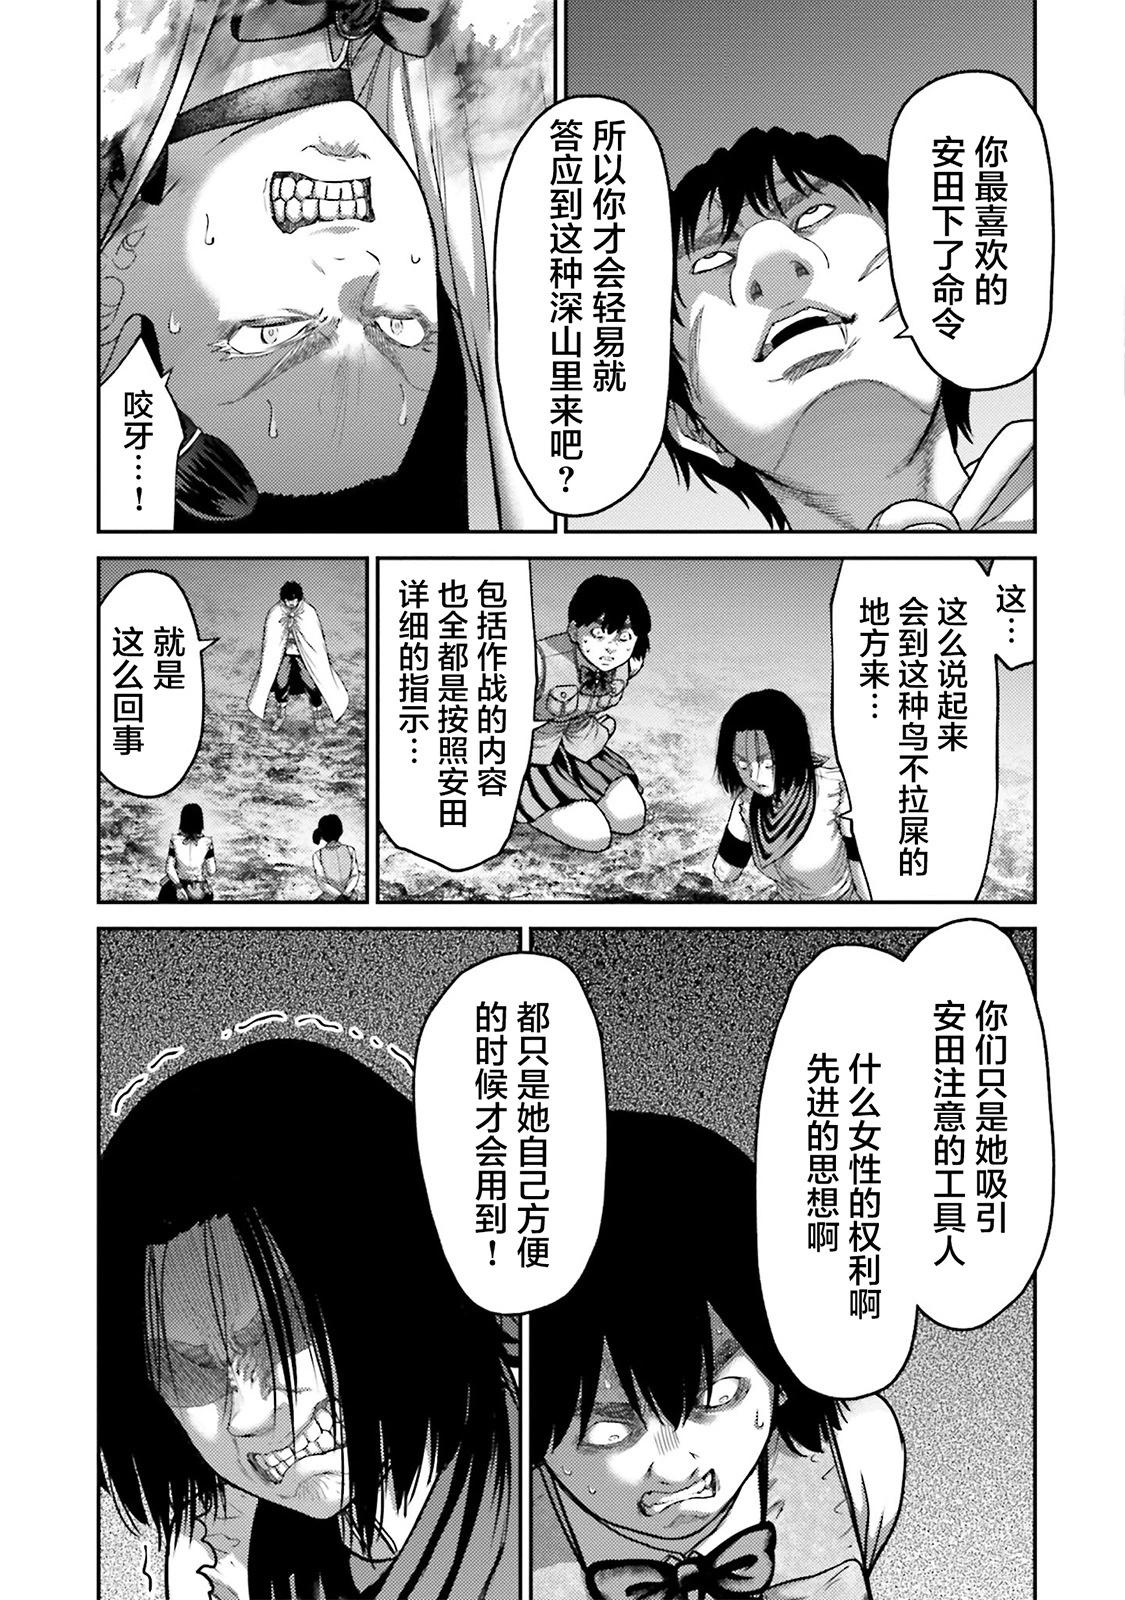 你最喜欢的
安田下了命令
所以你才会轻易就
答应到这种深山里来吧？
咬牙…！
这…
这么说起来
会到这种鸟不拉屎的
地方来…
包括作战的内容
也全都是按照安田
详细的指示…
就是
这么回事
你们只是她吸引
安田注意的工具人
什么女性的权利啊
先进的思想啊
都只是她自己方便
的时候才会用到！